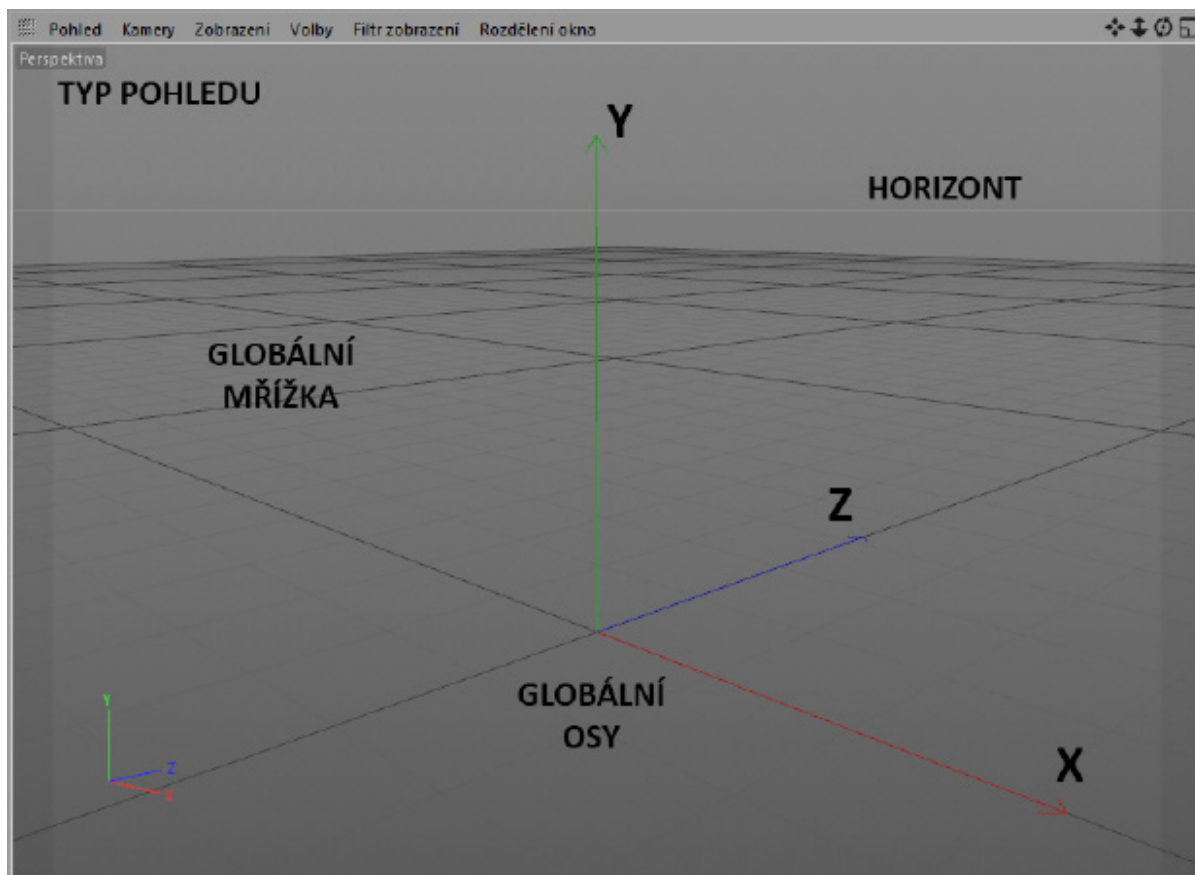 Pohled Kamery Zobrazení Volby Filtr zobrazení Rozdělení okna
Perspektiva
TYP POHLEDU
Y
HORIZONT
GLOBÁLNÍ
MŘÍŽKA
Z
GLOBÁLNÍ
OSY
X
Y
Z
X